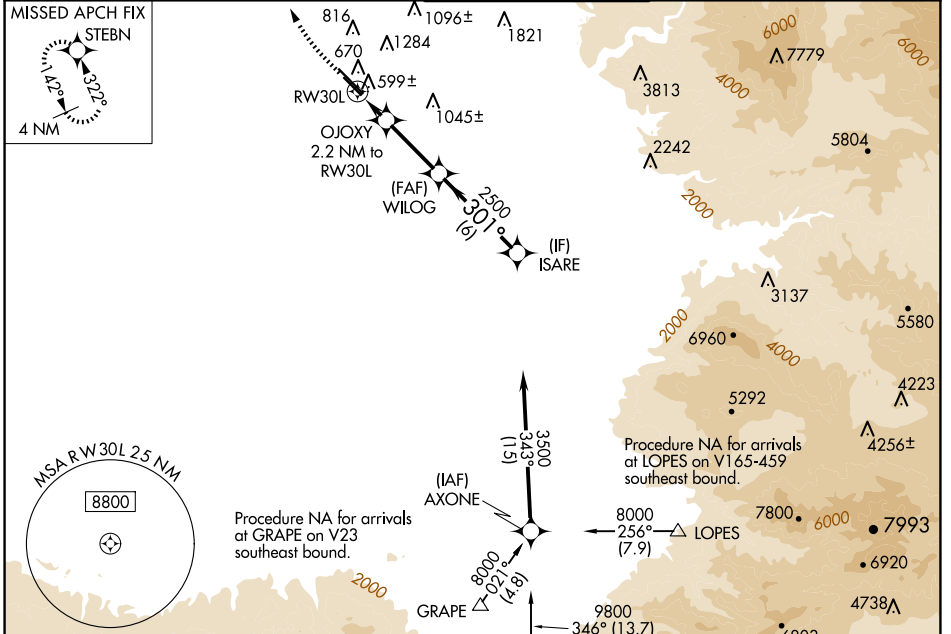 MISSED APCH FIX
STEBN
142°
322°
4 NM
816
1096±
1821
1284
670
599±
RW30L
1045±
OJOXY
2.2 NM to
RW30L
(FAF)
WILOG
2500
301°
(6)
(IF)
ISARE
6000
7779
6000
3813
4000
5804
2242
2000
3137
2000
6960
4000
5580
5292
4223
4256±
Procedure NA for arrivals
at LOPES on V165-459
southeast bound.
3500
343°
(15)
(IAF)
AXONE
8000
256°
(7.9)
LOPES
7800
6000
7993
6920
4738
MSA RW30L 25 NM
8800
Procedure NA for arrivals
at GRAPE on V23
southeast bound.
2000
8000
021°
(4.8)
GRAPE
9800
346° (13.7)